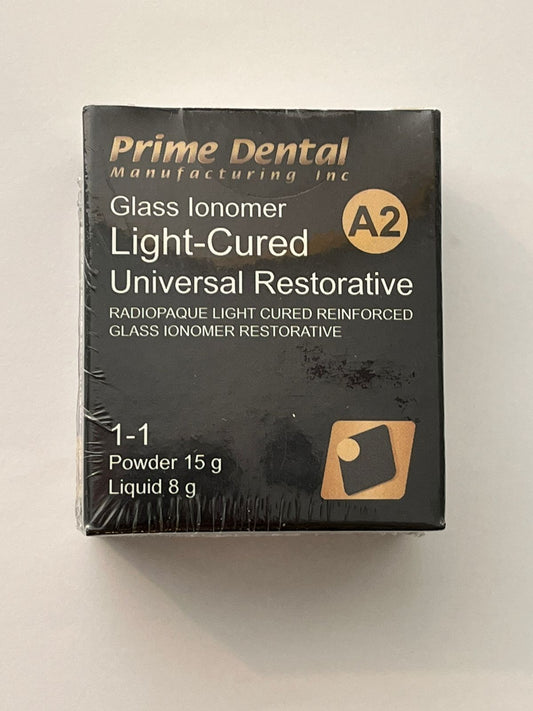 Prime Dental
Manufacturing Inc
Glass Ionomer
A2
Light-Cured
Universal Restorative
RADIOPAQUE LIGHT CURED REINFORCED
GLASS IONOMER RESTORATIVE
1-1
Powder 15 g
Liquid 8 g